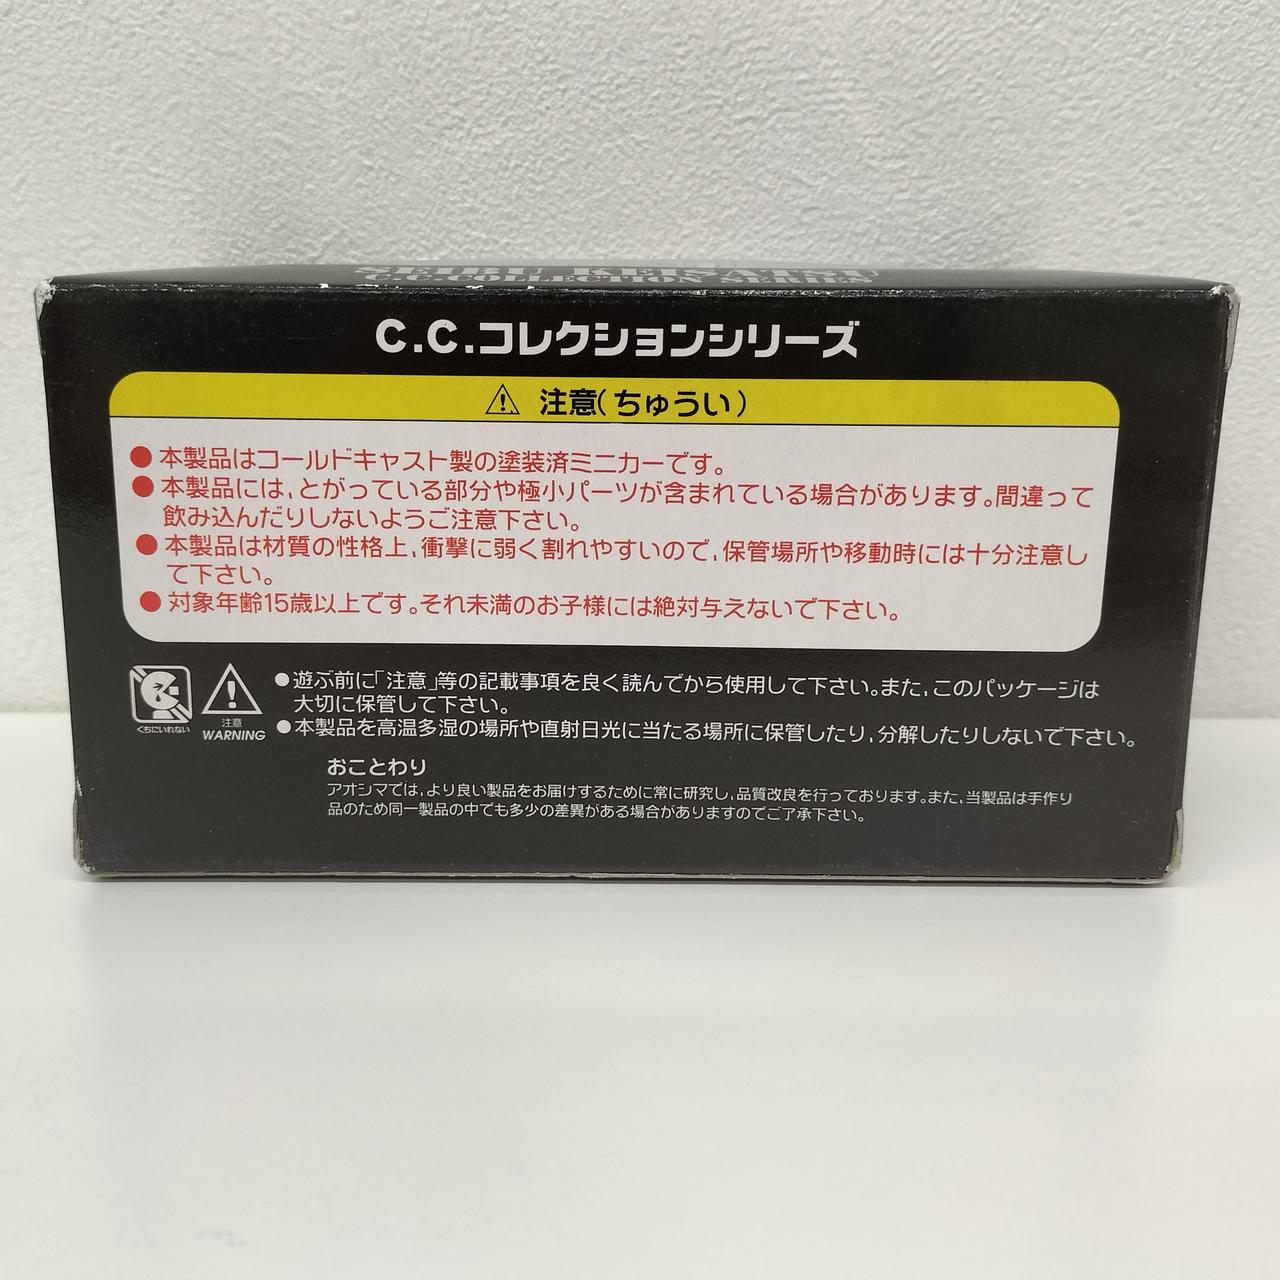 SEIBU KEISATSU
C.C.COLLECTION SERIES
C.C.コレクションシリーズ
注意(ちゅうい)
●本製品はコールドキャスト製の塗装済ミニカーです。
●本製品には、とがっている部分や極小パーツが含まれている場合があります。間違って
飲み込んだりしないようご注意下さい。
●本製品は材質の性格上、衝撃に弱く割れやすいので、保管場所や移動時には十分注意し
て下さい。
●対象年齢15歳以上です。それ未満のお子様には絶対与えないで下さい。
くちにいれない
注意
WARNING
●遊ぶ前に「注意」等の記載事項を良く読んでから使用して下さい。また、このパッケージは
大切に保管して下さい。
●本製品を高温多湿の場所や直射日光に当たる場所に保管したり、分解したりしないで下さい。
おことわり
アオシマでは、より良い製品をお届けするために常に研究し、品質改良を行っております。また、当製品は手作り
品のため同一製品の中でも多少の差異がある場合がありますのでご了承下さい。